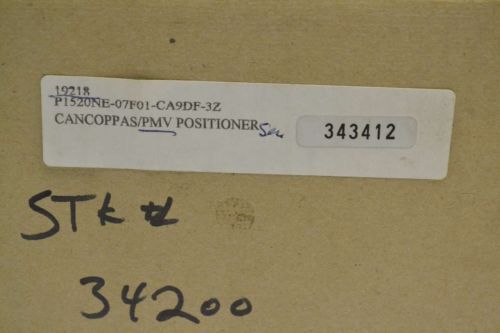 19218
P1520NE-07F01-CA9DF-3Z
CANCOPPAS/PMV POSITIONER
343412
STK #
34200